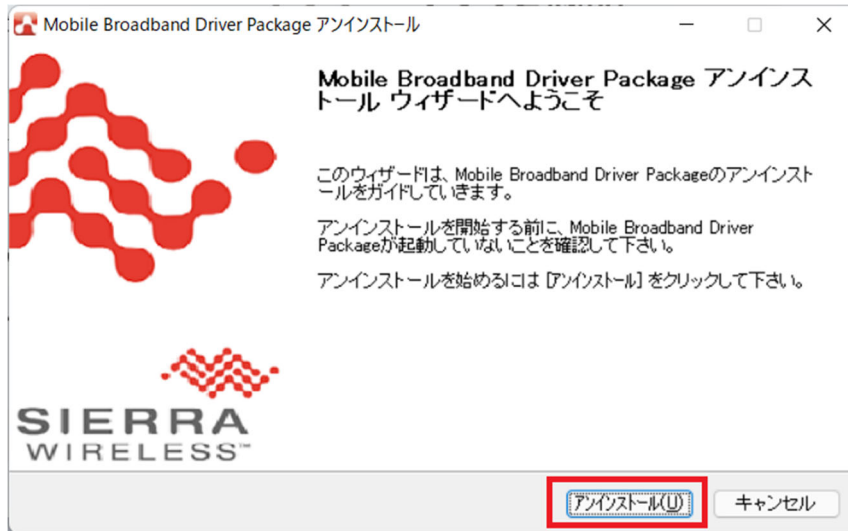 Mobile Broadband Driver Package アンインストール
Mobile Broadband Driver Package アンインス
トール ウィザードへようこそ
このウィザードは、Mobile Broadband Driver Packageのアンインスト
ールをガイドしていきます。
アンインストールを開始する前に、Mobile Broadband Driver
Packageが起動していないことを確認して下さい。
アンインストールを始めるには [アンインストール] をクリックして下さい。
SIERRA
WIRELESS™
アンインストール(U)
キャンセル